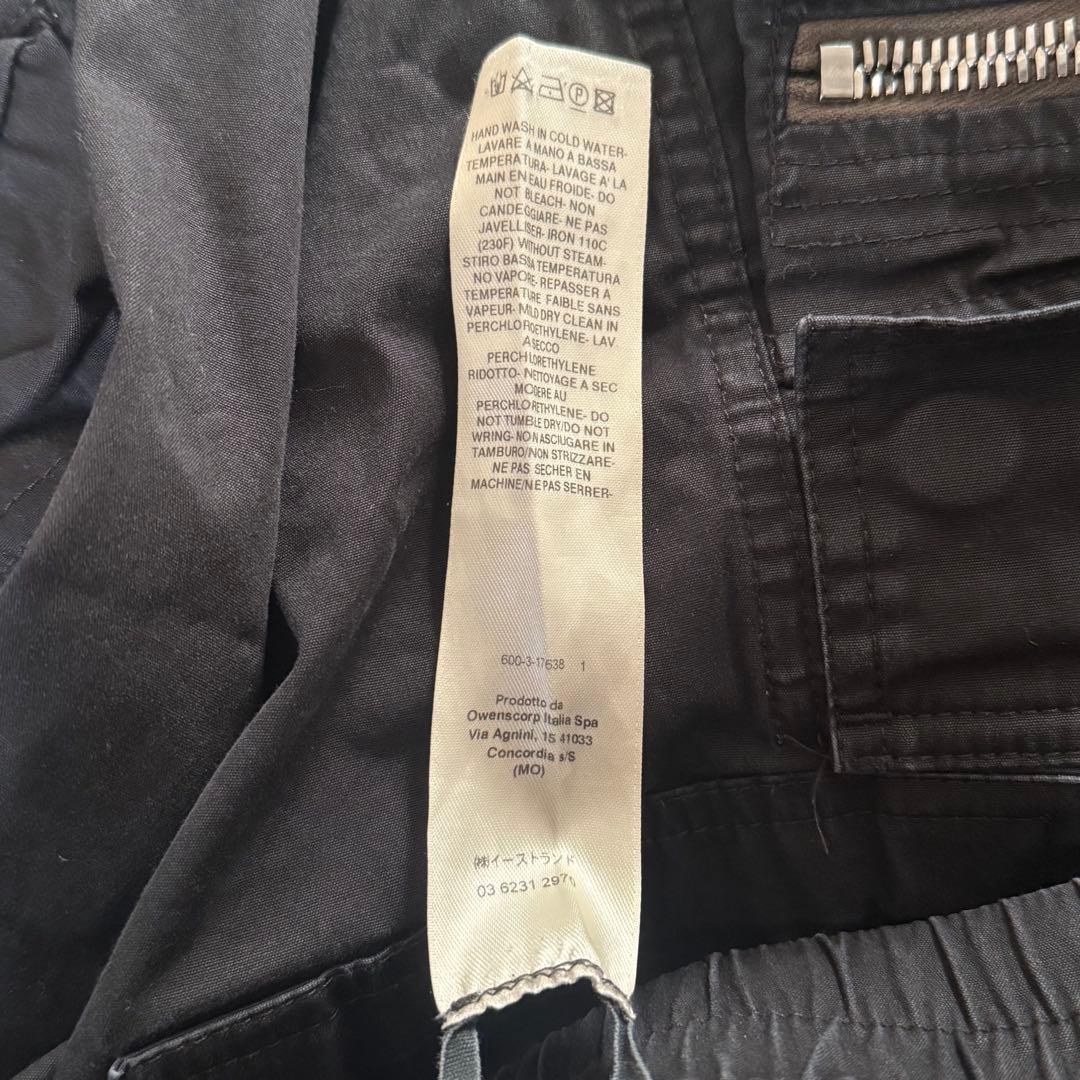 HAND WASH IN COLD WATER-
LAVARE A MANO A BASSA
TEMPERATURA- LAVAGE A' LA
MAIN EN EAU FROIDE- DO
NOT BLEACH- NON
CANDEGGIARE- NE PAS
JAVELLISER- IRON 110C
(230F) WITHOUT STEAM-
STIRO BASSA TEMPERATURA
NO VAPORE- REPASSER A
TEMPERATURE FAIBLE SANS
VAPEUR- MILD DRY CLEAN IN
PERCHLOROETHYLENE- LAV.
A SECCO
PERCHLORETHYLENE
RIDOTTO- NETTOYAGE A SEC
MODERE AU
PERCHLORETHYLENE- DO
NOT TUMBLE DRY/DO NOT
WRING- NON ASCIUGARE IN
TAMBURO/NON STRIZZARE-
NE PAS SECHER EN
MACHINE/NE PAS SERRER-
600-3-17638 1
Prodotto da
Owenscorp Italia Spa
Via Agnini, 15 41033
Concordia s/S
(MO)
㈱イーストランド
03 6231 2970